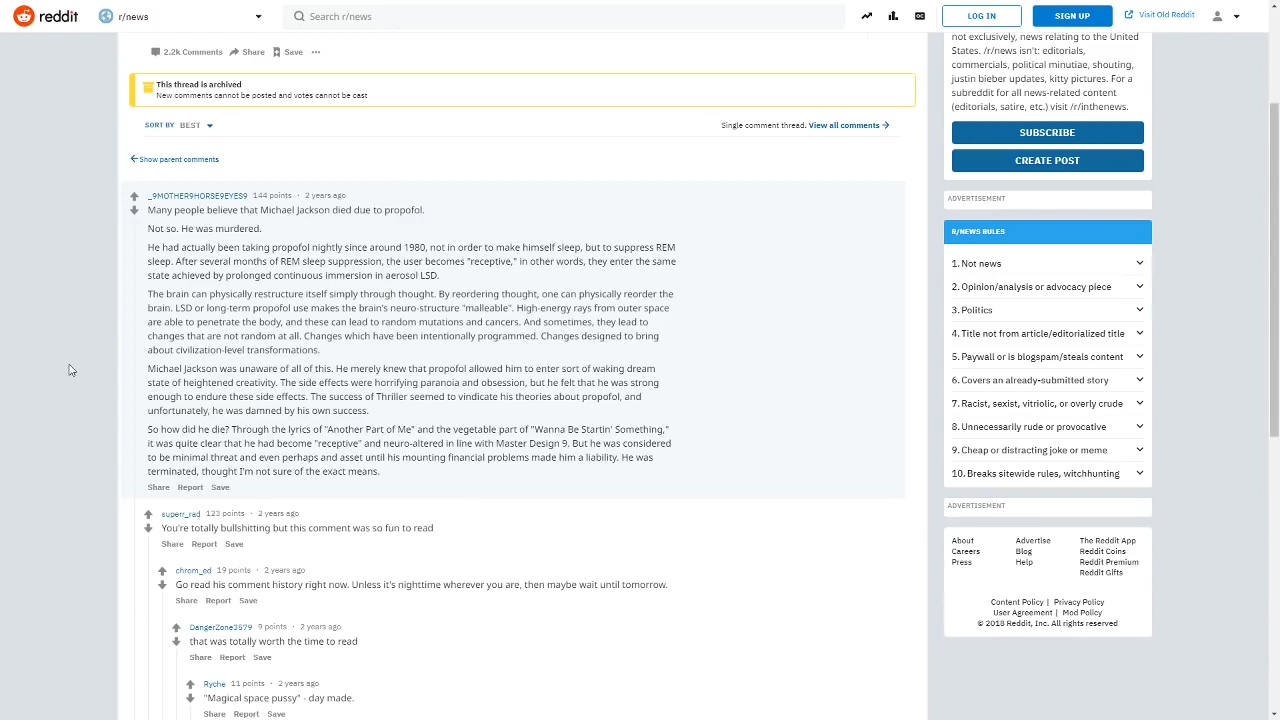 reddit
r/news
Search r/news
LOG IN
SIGN UP
Visit Old Reddit
2.2k Comments
Share
Save
This thread is archived
New comments cannot be posted and votes cannot be cast
SORT BY BEST
Single comment thread. View all comments
Show parent comments
_9MOTHER9HORSE9EYES9 144 points · 2 years ago
Many people believe that Michael Jackson died due to propofol.
Not so. He was murdered.
He had actually been taking propofol nightly since around 1980, not in order to make himself sleep, but to suppress REM
sleep. After several months of REM sleep suppression, the user becomes "receptive," in other words, they enter the same
state achieved by prolonged continuous immersion in aerosol LSD.
The brain can physically restructure itself simply through thought. By reordering thought, one can physically reorder the
brain. LSD or long-term propofol use makes the brain's neuro-structure "malleable". High-energy rays from outer space
are able to penetrate the body, and these can lead to random mutations and cancers. And sometimes, they lead to
changes that are not random at all. Changes which have been intentionally programmed. Changes designed to bring
about civilization-level transformations.
Michael Jackson was unaware of all of this. He merely knew that propofol allowed him to enter sort of waking dream
state of heightened creativity. The side effects were horrifying paranoia and obsession, but he felt that he was strong
enough to endure these side effects. The success of Thriller seemed to vindicate his theories about propofol, and
unfortunately, he was damned by his own success.
So how did he die? Through the lyrics of "Another Part of Me" and the vegetable part of "Wanna Be Startin' Something,"
it was quite clear that he had become "receptive" and neuro-altered in line with Master Design 9. But he was considered
to be minimal threat and even perhaps and asset until his mounting financial problems made him a liability. He was
terminated, thought I'm not sure of the exact means.
Share Report Save
superr_rad 123 points · 2 years ago
You're totally bullshitting but this comment was so fun to read
Share Report Save
chrom_ed 19 points · 2 years ago
Go read his comment history right now. Unless it's nighttime wherever you are, then maybe wait until tomorrow.
Share Report Save
DangerZone3579 9 points · 2 years ago
that was totally worth the time to read
Share Report Save
Ryche 11 points · 2 years ago
"Magical space pussy" - day made.
Share Report Save
not exclusively, news relating to the United
States. /r/news isn't: editorials,
commercials, political minutiae, shouting,
justin bieber updates, kitty pictures. For a
subreddit for all news-related content
(editorials, satire, etc.) visit /r/inthenews.
SUBSCRIBE
CREATE POST
ADVERTISEMENT
R/NEWS RULES
1. Not news
2. Opinion/analysis or advocacy piece
3. Politics
4. Title not from article/editorialized title
5. Paywall or is blogspam/steals content
6. Covers an already-submitted story
7. Racist, sexist, vitriolic, or overly crude
8. Unnecessarily rude or provocative
9. Cheap or distracting joke or meme
10. Breaks sitewide rules, witchhunting
ADVERTISEMENT
About Advertise The Reddit App
Careers Blog Reddit Coins
Press Help Reddit Premium
Reddit Gifts
Content Policy | Privacy Policy
User Agreement | Mod Policy
© 2018 Reddit, Inc. All rights reserved